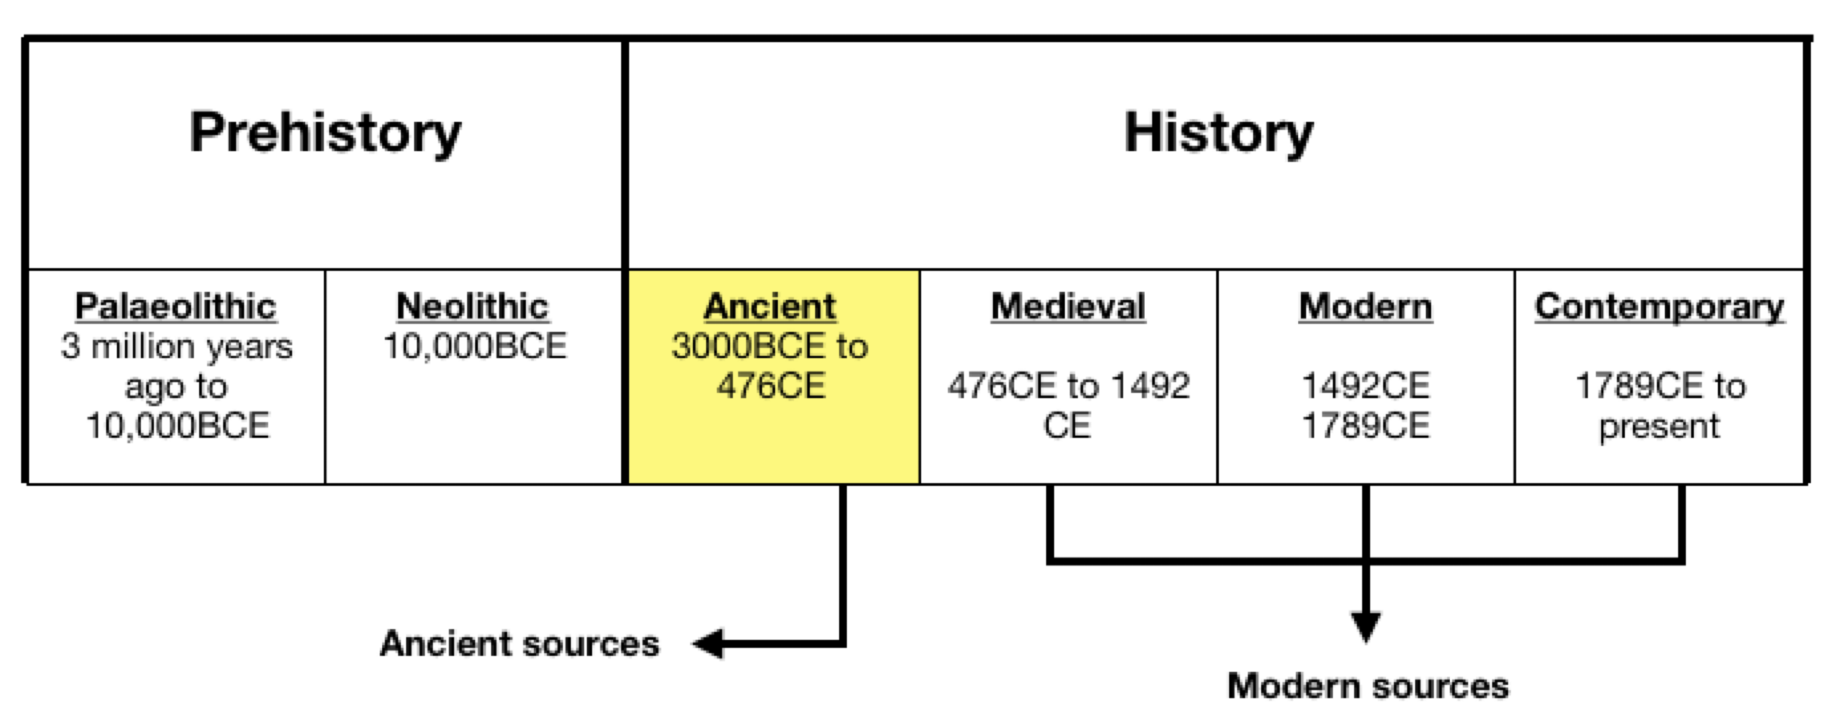 Prehistory
History
Palaeolithic
3 million years
ago to
10,000BCE
Neolithic
10,000BCE
Ancient
3000BCE to
476CE
Medieval
476CE to 1492
CE
Modern
1492CE
1789CE
Contemporary
1789CE to
present
Ancient sources
Modern sources